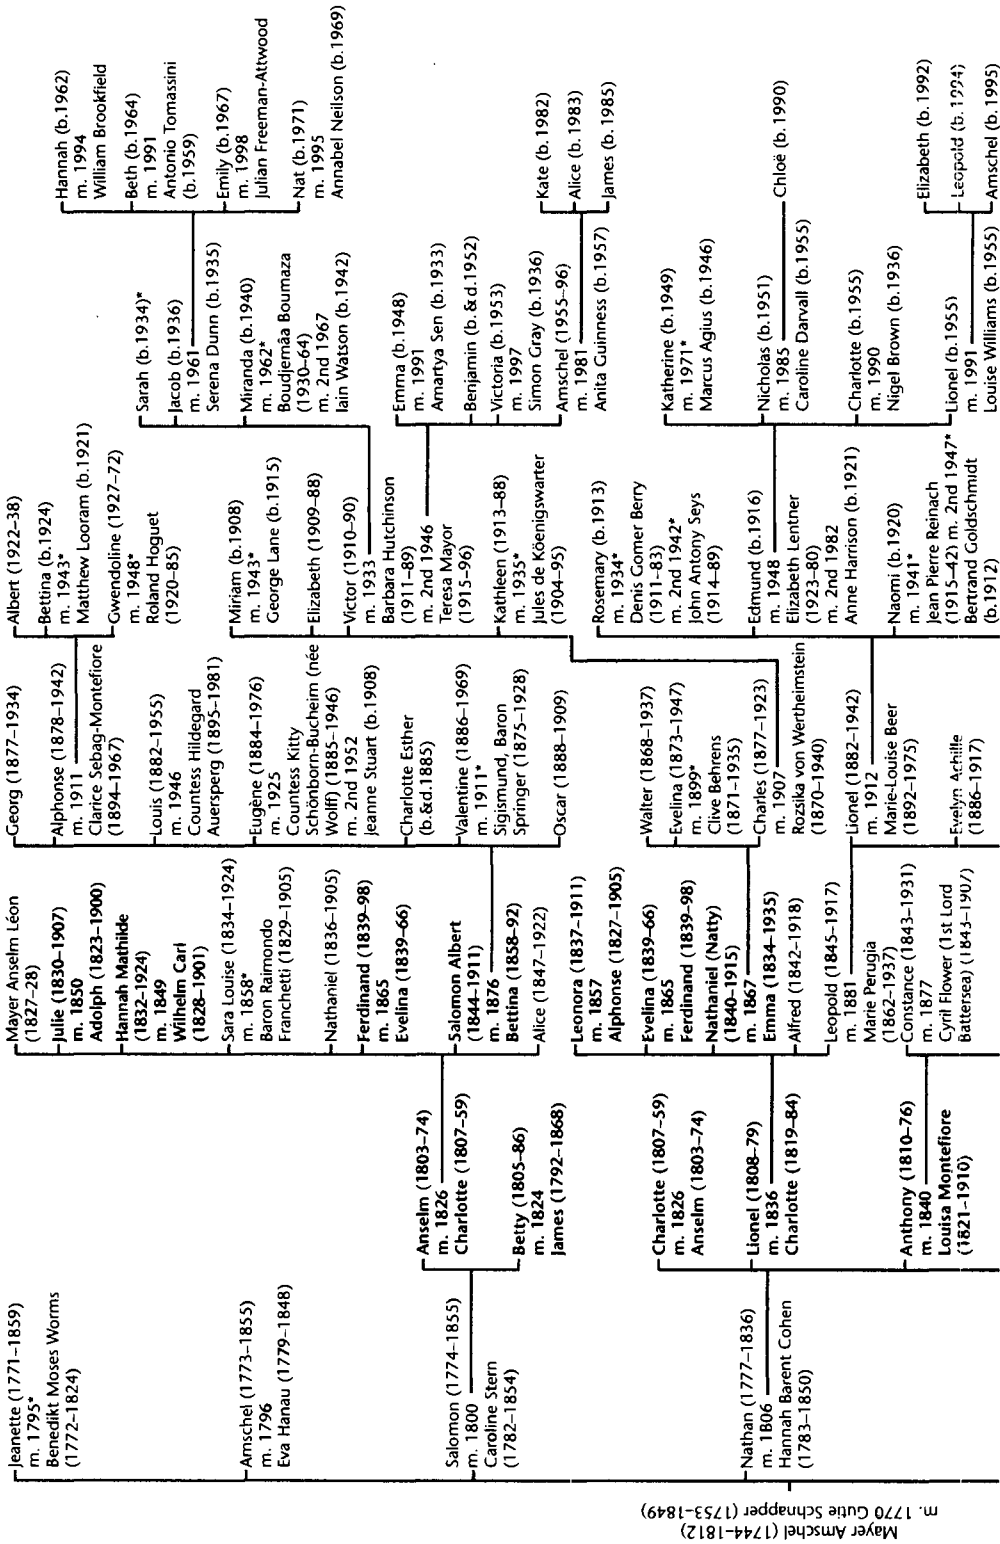 Mayer Amschel (1744–1812)
m. 1770 Gutle Schnapper (1753–1849)
Jeanette (1771–1859)
m. 1795*
Benedikt Moses Worms
(1772–1824)
Amschel (1773–1855)
m. 1796
Eva Hanau (1779–1848)
Salomon (1774–1855)
m. 1800
Caroline Stern
(1782–1854)
Nathan (1777–1836)
m. 1806
Hannah Barent Cohen
(1783–1850)
Anselm (1803–74)
m. 1826
Charlotte (1807–59)
Betty (1805–86)
m. 1824
James (1792–1868)
Charlotte (1807–59)
m. 1826
Anselm (1803–74)
Lionel (1808–79)
m. 1836
Charlotte (1819–84)
Anthony (1810–76)
m. 1840
Louisa Montefiore
(1821–1910)
Mayer Anselm Léon
(1827–28)
Julie (1830–1907)
m. 1850
Adolph (1823–1900)
Hannah Mathilde
(1832–1924)
m. 1849
Wilhelm Carl
(1828–1901)
Sara Louise (1834–1924)
m. 1858*
Baron Raimondo
Franchetti (1829–1905)
Nathaniel (1836–1905)
Ferdinand (1839–98)
m. 1865
Evelina (1839–66)
Salomon Albert
(1844–1911)
m. 1876
Bettina (1858–92)
Alice (1847–1922)
Leonora (1837–1911)
m. 1857
Alphonse (1827–1905)
Evelina (1839–66)
m. 1865
Ferdinand (1839–98)
Nathaniel (Natty)
(1840–1915)
m. 1867
Emma (1834–1935)
Alfred (1842–1918)
Leopold (1845–1917)
m. 1881
Marie Perugia
(1862–1937)
Constance (1843–1931)
m. 1877
Cyril Flower (1st Lord
Battersea) (1843–1907)
Georg (1877–1934)
Alphonse (1878–1942)
m. 1911
Clarice Sebag-Montefiore
(1894–1967)
Louis (1882–1955)
m. 1946
Countess Hildegard
Auersperg (1895–1981)
Eugène (1884–1976)
m. 1925
Countess Kitty
Schönborn-Bucheim (née
Wolff) (1885–1946)
m. 2nd 1952
Jeanne Stuart (b.1908)
Charlotte Esther
(b.&d.1885)
Valentine (1886–1969)
m. 1911*
Sigismund, Baron
Springer (1875–1928)
Oscar (1888–1909)
Walter (1868–1937)
Evelina (1873–1947)
m. 1899*
Clive Behrens
(1871–1935)
Charles (1877–1923)
m. 1907
Rozsika von Wertheimstein
(1870–1940)
Lionel (1882–1942)
m. 1912
Marie-Louise Beer
(1892–1975)
Evelyn Achille
(1886–1917)
Albert (1922–38)
Bettina (b.1924)
m. 1943*
Matthew Looram (b.1921)
Gwendoline (1927–72)
m. 1948*
Roland Hoguet
(1920–85)
Miriam (b.1908)
m. 1943*
George Lane (b.1915)
Elizabeth (1909–88)
Victor (1910–90)
m. 1933
Barbara Hutchinson
(1911–89)
m. 2nd 1946
Teresa Mayor
(1915–96)
Kathleen (1913–88)
m. 1935*
Jules de Köenigswarter
(1904–95)
Rosemary (b.1913)
m. 1934*
Denis Gomer Berry
(1911–83)
m. 2nd 1942*
John Antony Seys
(1914–89)
Edmund (b.1916)
m. 1948
Elizabeth Lentner
(1923–80)
m. 2nd 1982
Anne Harrison (b.1921)
Naomi (b.1920)
m. 1941*
Jean Pierre Reinach
(1915–42) m. 2nd 1947*
Bertrand Goldschmidt
(b.1912)
Sarah (b.1934)*
Jacob (b.1936)
m. 1961
Serena Dunn (b.1935)
Miranda (b.1940)
m. 1962*
Boudjemâa Boumaza
(1930–64)
m. 2nd 1967
Iain Watson (b.1942)
Emma (b.1948)
m. 1991
Amartya Sen (b.1933)
Benjamin (b. & d.1952)
Victoria (b.1953)
m. 1997
Simon Gray (b.1936)
Amschel (1955–96)
m. 1981
Anita Guinness (b.1957)
Katherine (b.1949)
m. 1971*
Marcus Agius (b.1946)
Nicholas (b.1951)
m. 1985
Caroline Darvall (b.1955)
Charlotte (b.1955)
m. 1990
Nigel Brown (b.1936)
Lionel (b.1955)
m. 1991
Louise Williams (b.1955)
Hannah (b.1962)
m. 1994
William Brookfield
Beth (b.1964)
m. 1991
Antonio Tomassini
(b.1959)
Emily (b.1967)
m. 1998
Julian Freeman-Attwood
Nat (b.1971)
m. 1995
Annabel Neilson (b.1969)
Kate (b.1982)
Alice (b.1983)
James (b.1985)
Chloë (b.1990)
Elizabeth (b.1992)
Leopold (b.1994)
Amschel (b.1995)